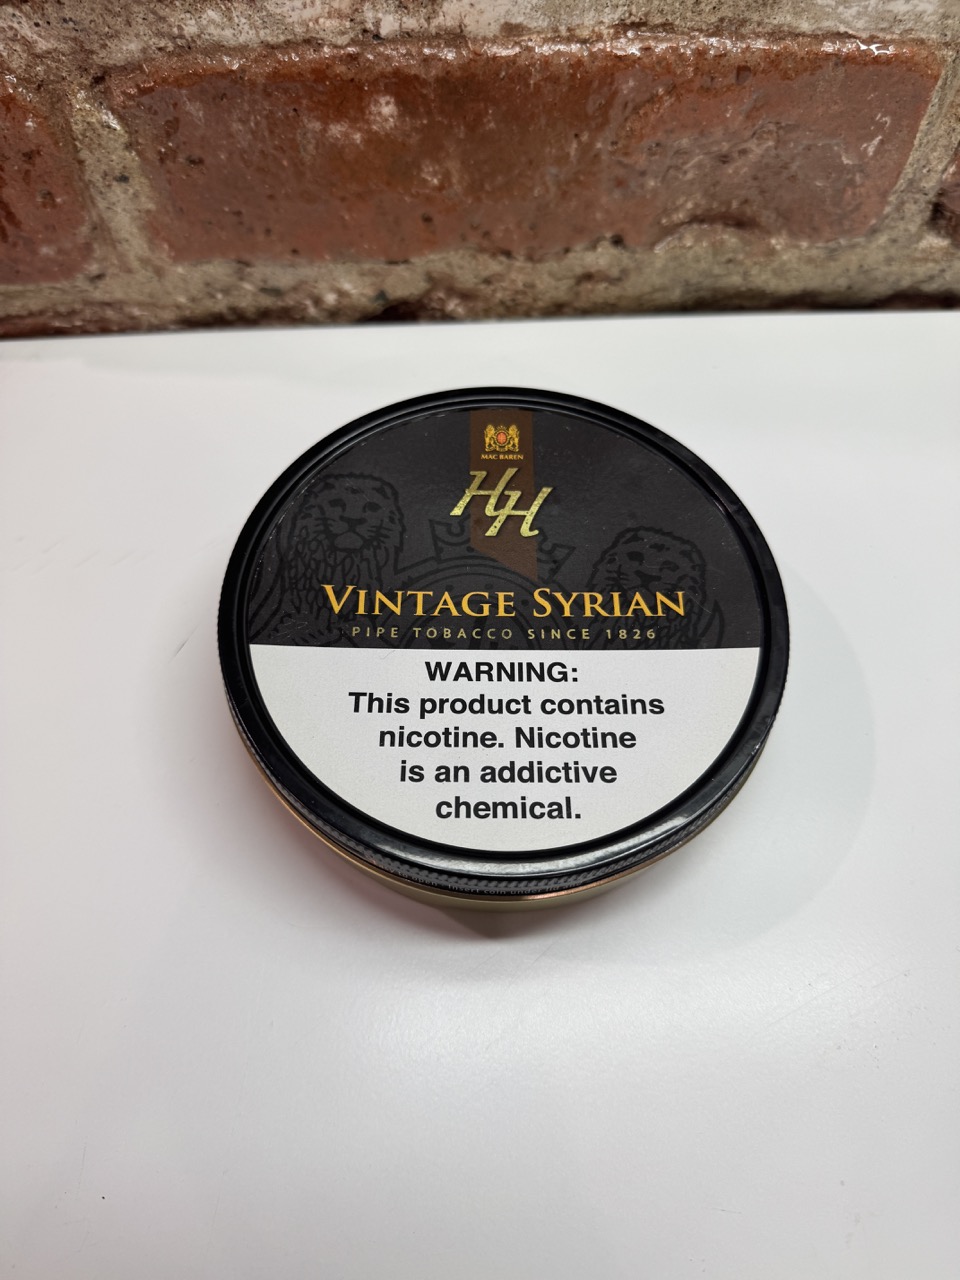 MAC BAREN
HH
VINTAGE SYRIAN
PIPE TOBACCO SINCE 1826
WARNING:
This product contains
nicotine. Nicotine
is an addictive
chemical.